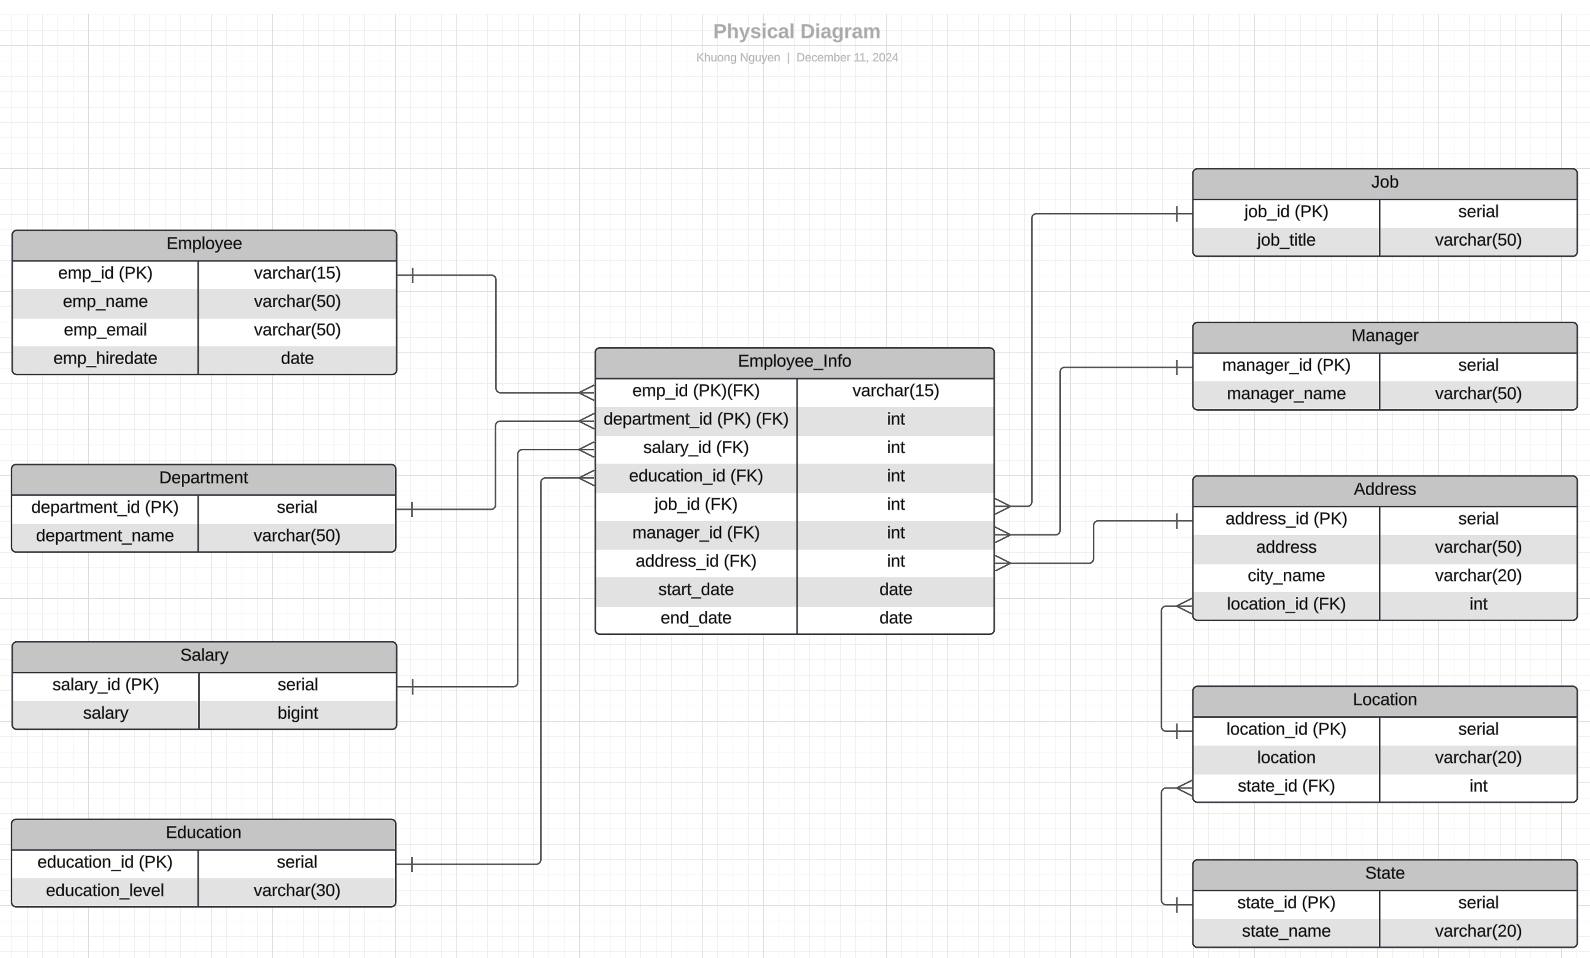 Physical Diagram
Khuong Nguyen | December 11, 2024
Employee
emp_id (PK) varchar(15)
emp_name varchar(50)
emp_email varchar(50)
emp_hiredate date
Department
department_id (PK) serial
department_name varchar(50)
Salary
salary_id (PK) serial
salary bigint
Education
education_id (PK) serial
education_level varchar(30)
Employee_Info
emp_id (PK)(FK) varchar(15)
department_id (PK) (FK) int
salary_id (FK) int
education_id (FK) int
job_id (FK) int
manager_id (FK) int
address_id (FK) int
start_date date
end_date date
Job
job_id (PK) serial
job_title varchar(50)
Manager
manager_id (PK) serial
manager_name varchar(50)
Address
address_id (PK) serial
address varchar(50)
city_name varchar(20)
location_id (FK) int
Location
location_id (PK) serial
location varchar(20)
state_id (FK) int
State
state_id (PK) serial
state_name varchar(20)